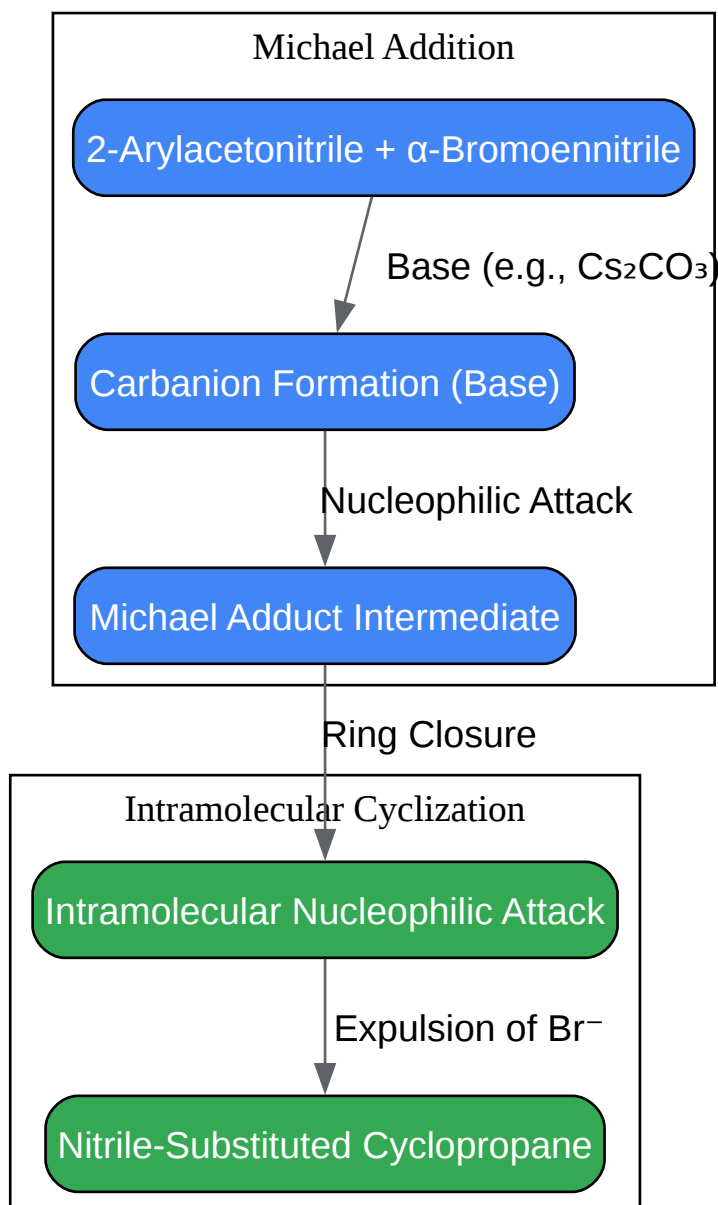 Michael Addition
2-Arylacetonitrile + α-Bromoennitrile
Base (e.g., Cs₂CO₃)
Carbanion Formation (Base)
Nucleophilic Attack
Michael Adduct Intermediate
Ring Closure
Intramolecular Cyclization
Intramolecular Nucleophilic Attack
Expulsion of Br⁻
Nitrile-Substituted Cyclopropane